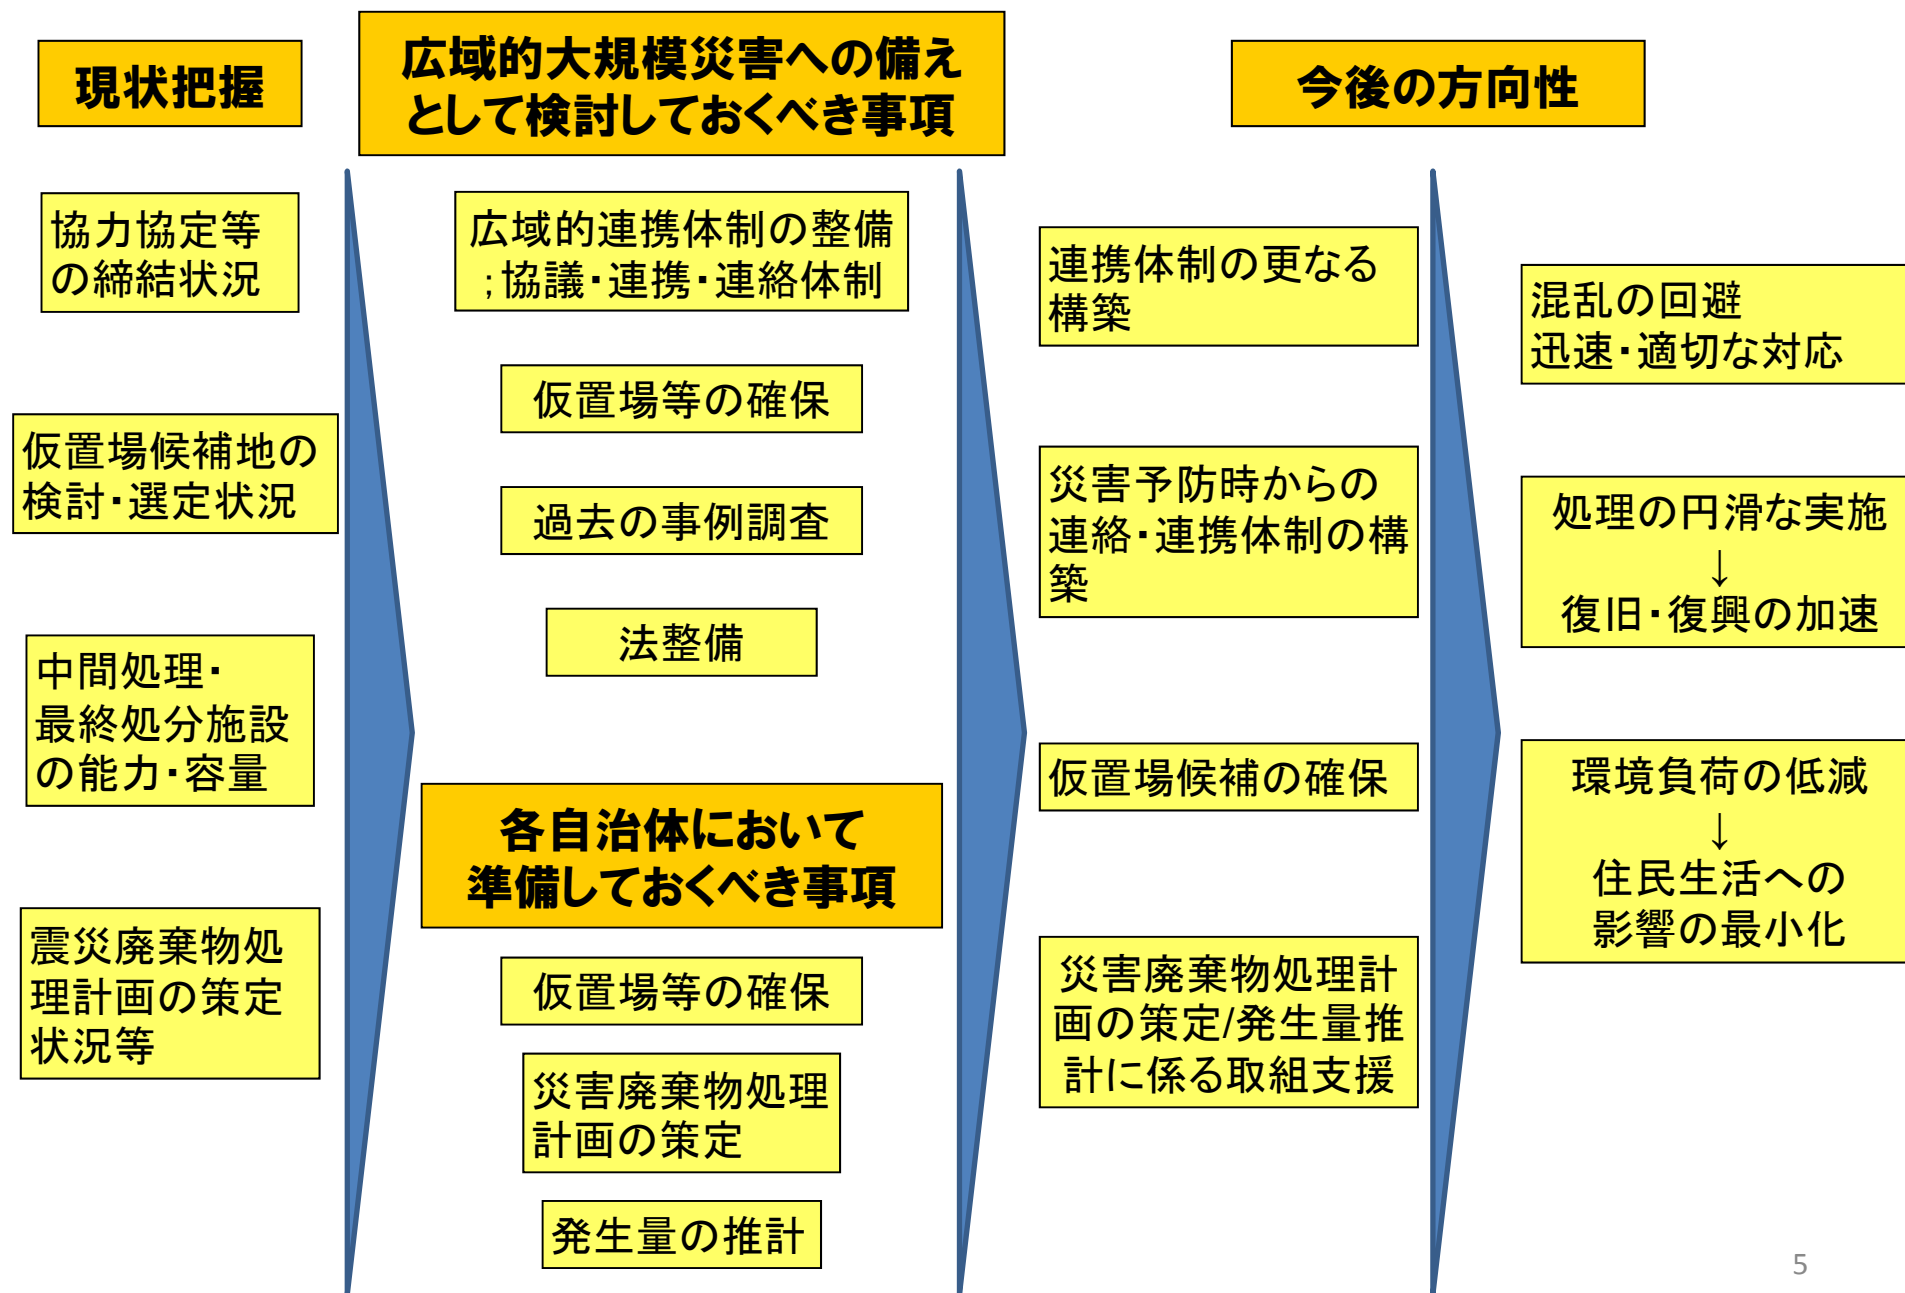 現状把握
協力協定等
の締結状況
仮置場候補地の
検討・選定状況
中間処理・
最終処分施設
の能力・容量
震災廃棄物処
理計画の策定
状況等
広域的大規模災害への備え
として検討しておくべき事項
広域的連携体制の整備
;協議・連携・連絡体制
仮置場等の確保
過去の事例調査
法整備
各自治体において
準備しておくべき事項
仮置場等の確保
災害廃棄物処理
計画の策定
発生量の推計
今後の方向性
連携体制の更なる
構築
災害予防時からの
連絡・連携体制の構
築
仮置場候補の確保
災害廃棄物処理計
画の策定/発生量推
計に係る取組支援
混乱の回避
迅速・適切な対応
処理の円滑な実施
↓
復旧・復興の加速
環境負荷の低減
↓
住民生活への
影響の最小化
5